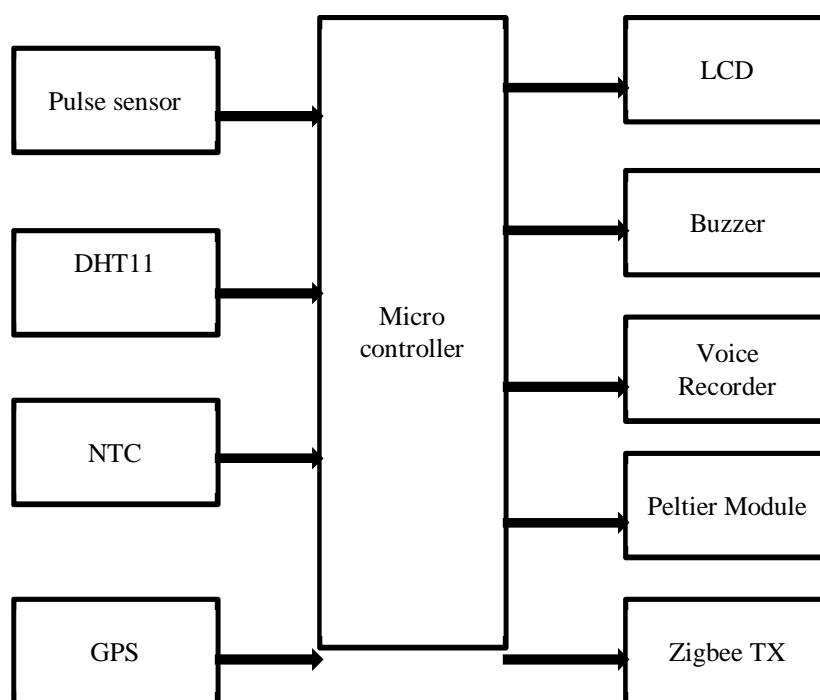 Pulse sensor
DHT11
NTC
GPS
Micro
controller
LCD
Buzzer
Voice
Recorder
Peltier Module
Zigbee TX